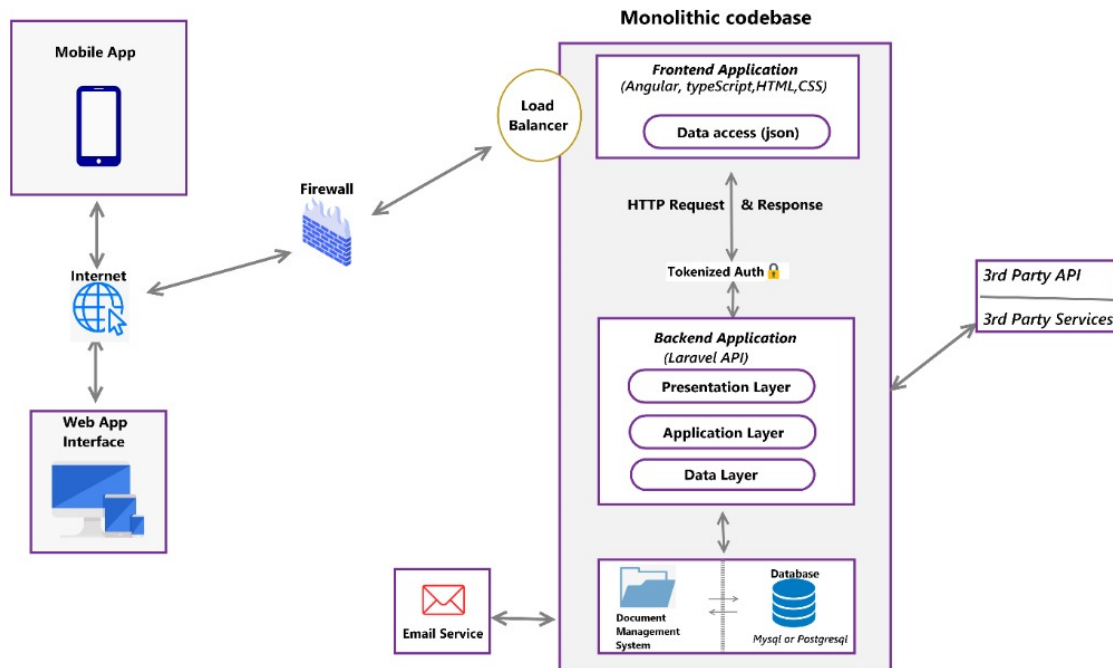 Monolithic codebase
Mobile App
Frontend Application
(Angular, typeScript,HTML,CSS)
Data access (json)
Load
Balancer
Firewall
HTTP Request & Response
Internet
Tokenized Auth
3rd Party API
3rd Party Services
Backend Application
(Laravel API)
Presentation Layer
Application Layer
Data Layer
Web App
Interface
Email Service
Document
Management
System
Database
Mysql or Postgresql